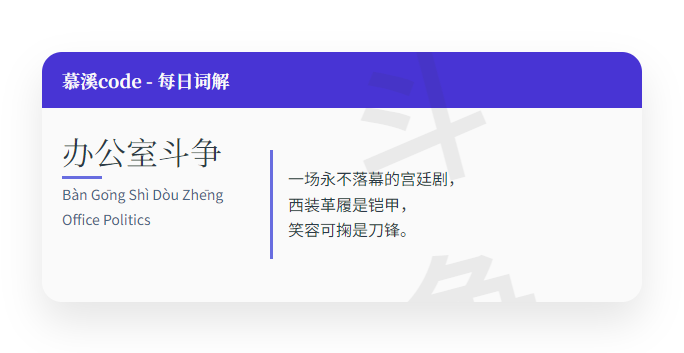 慕溪code - 每日词解
办公室斗争
Bàn Gōng Shì Dòu Zhēng
Office Politics
一场永不落幕的宫廷剧，
西装革履是铠甲，
笑容可掬是刀锋。
斗
争